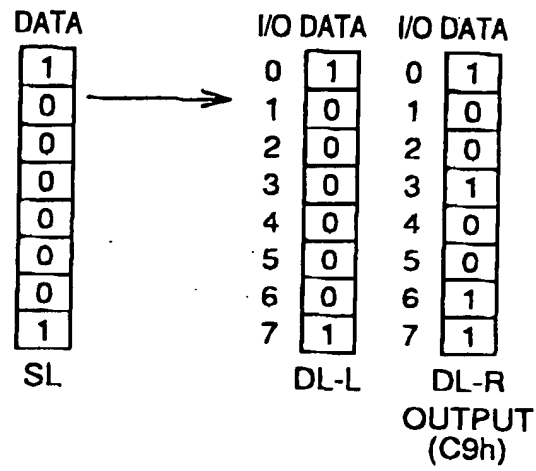 DATA I/O DATA I/O DATA
1 0 1 0 1
0 1 0 1 0
0 2 0 2 0
0 3 0 3 1
0 4 0 4 0
0 5 0 5 0
0 6 0 6 1
1 7 1 7 1
SL DL-L DL-R
OUTPUT
(C9h)